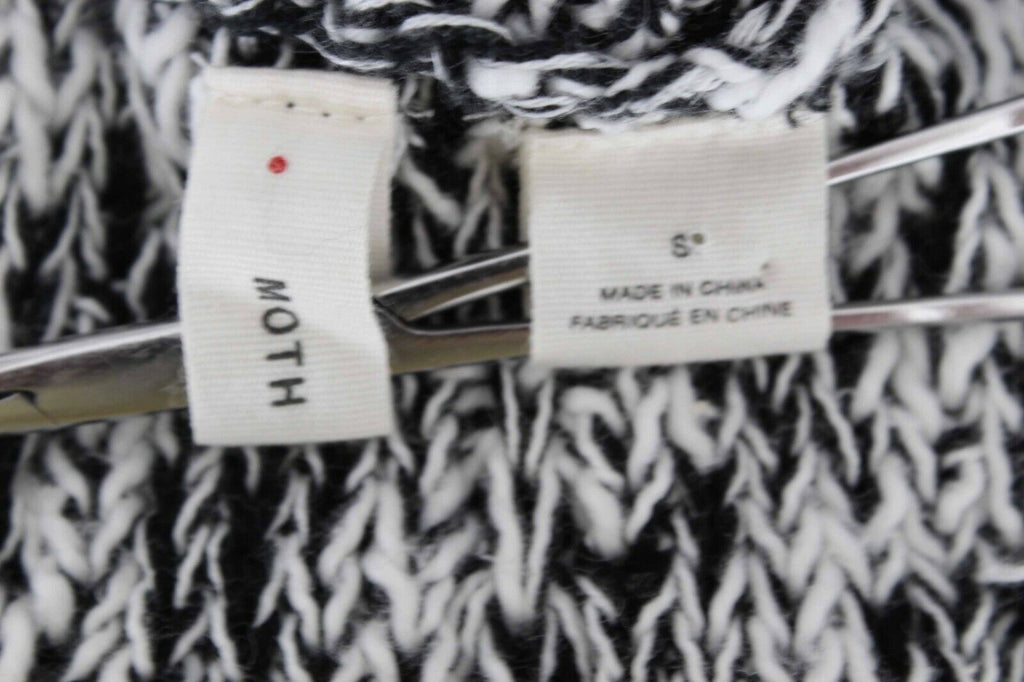 MOTH
S
MADE IN CHINA
FABRIQUÉ EN CHINE